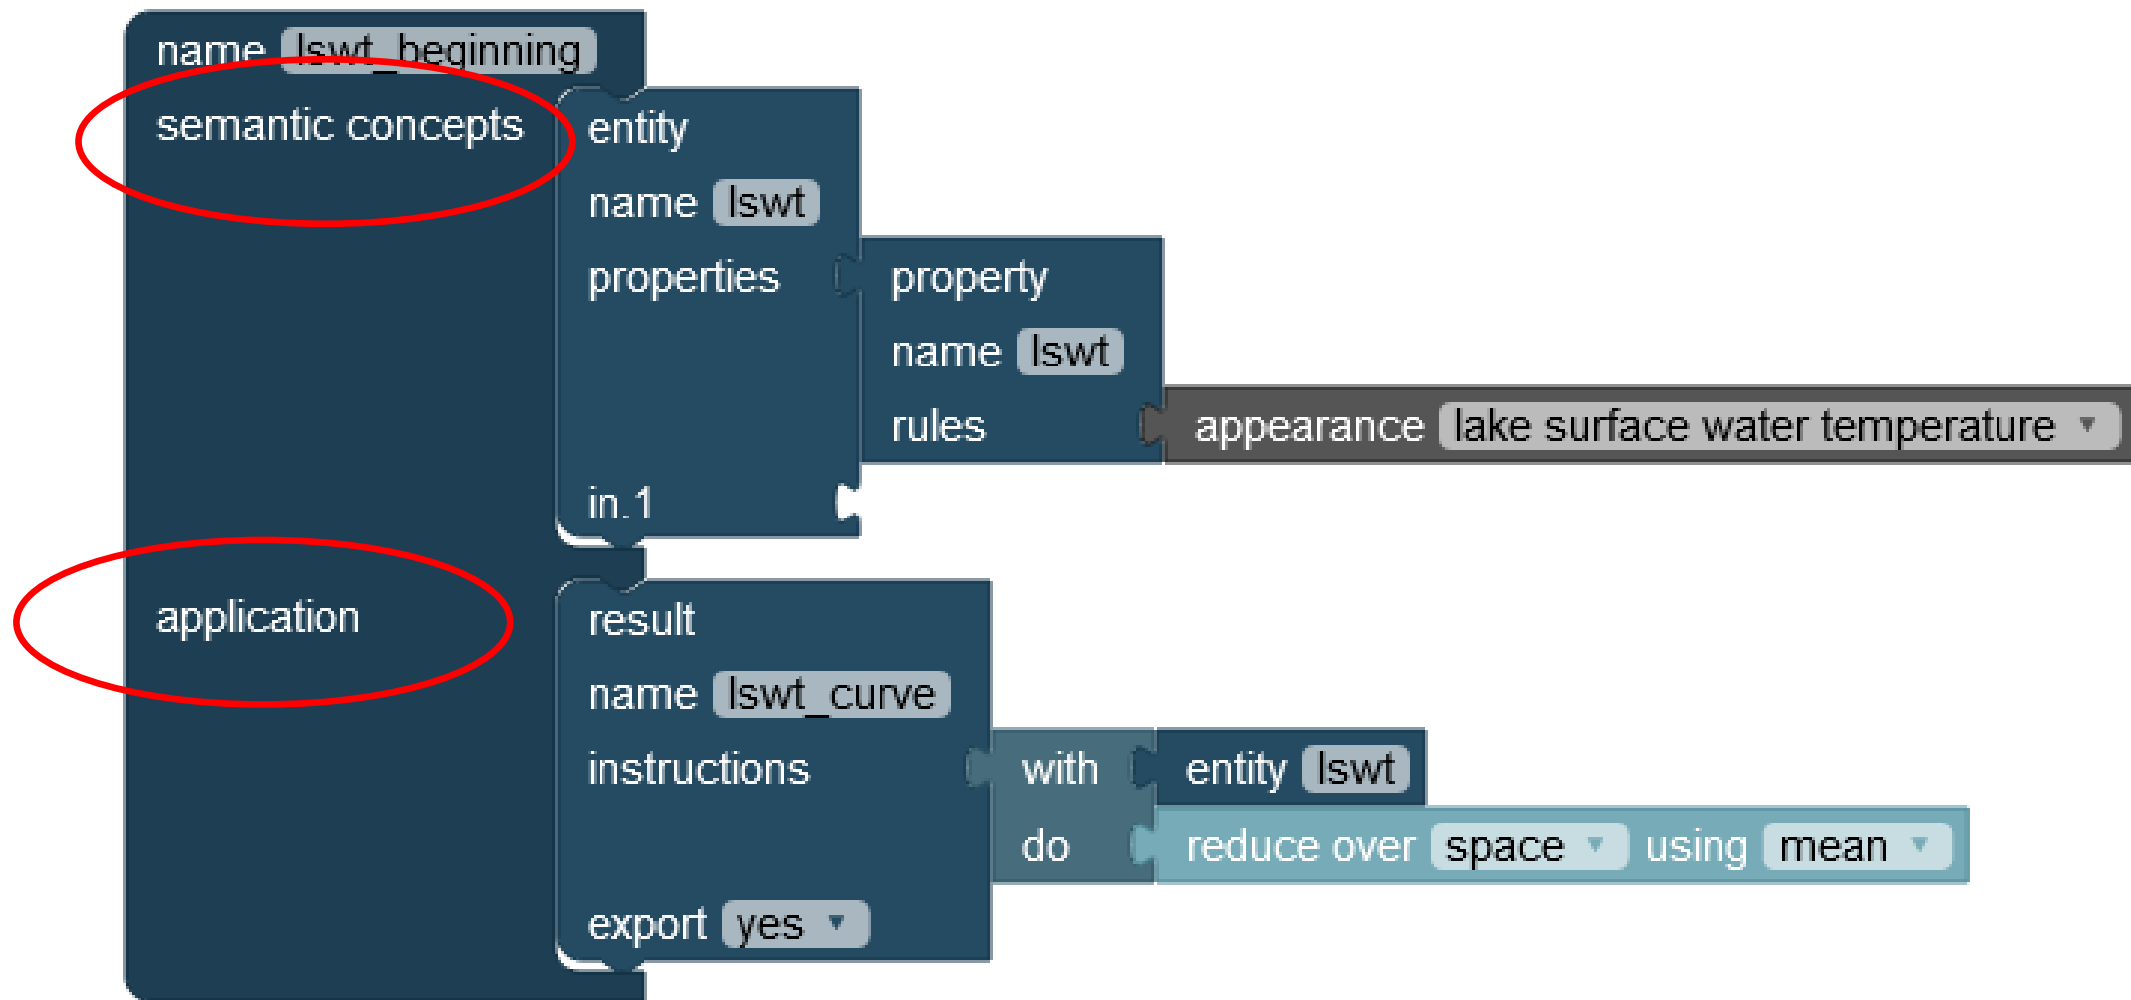 name lswt_beginning
semantic concepts
entity
name lswt
properties
property
name lswt
rules
appearance lake surface water temperature
in.1
application
result
name lswt_curve
instructions
with
entity lswt
do
reduce over space using mean
export yes